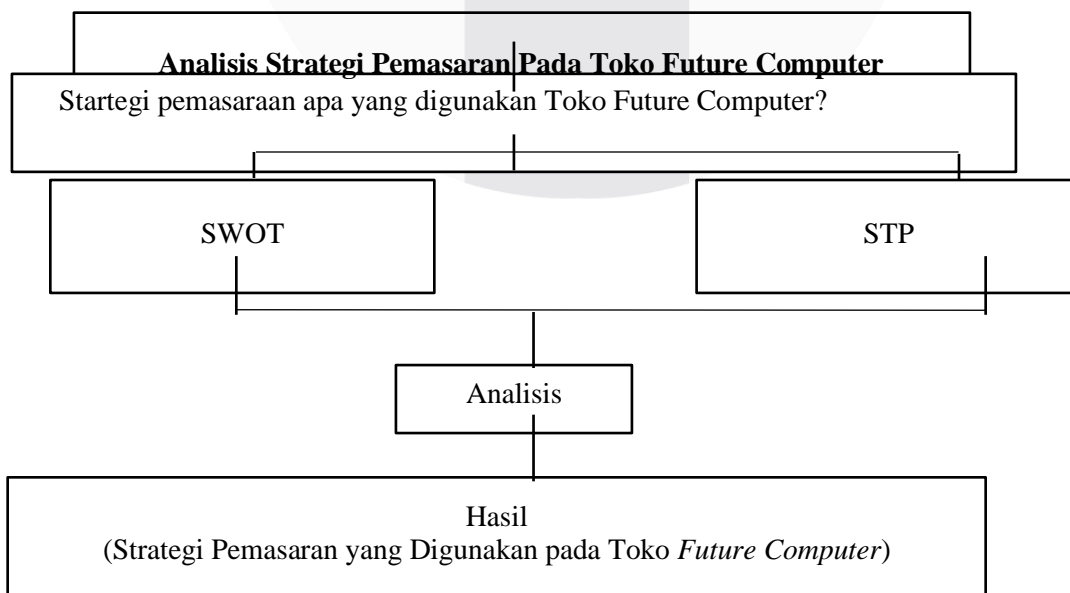 Analisis Strategi Pemasaran Pada Toko Future Computer
Startegi pemasaraan apa yang digunakan Toko Future Computer?
SWOT
STP
Analisis
Hasil
(Strategi Pemasaran yang Digunakan pada Toko Future Computer)